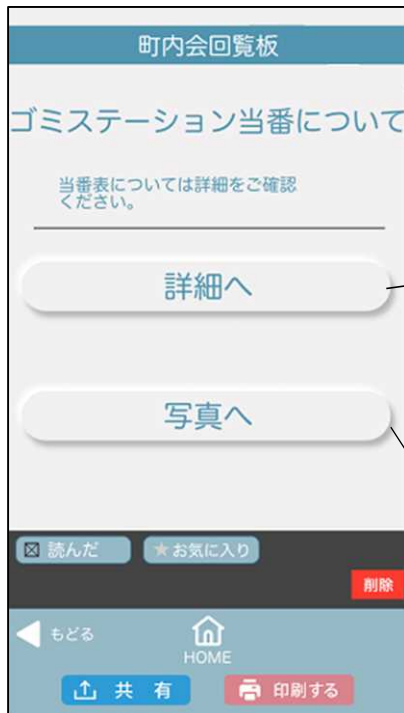 町内会回覧板
ゴミステーション当番について
当番表については詳細をご確認
ください。
詳細へ
写真へ
読んだ
お気に入り
削除
もどる
HOME
共 有
印刷する